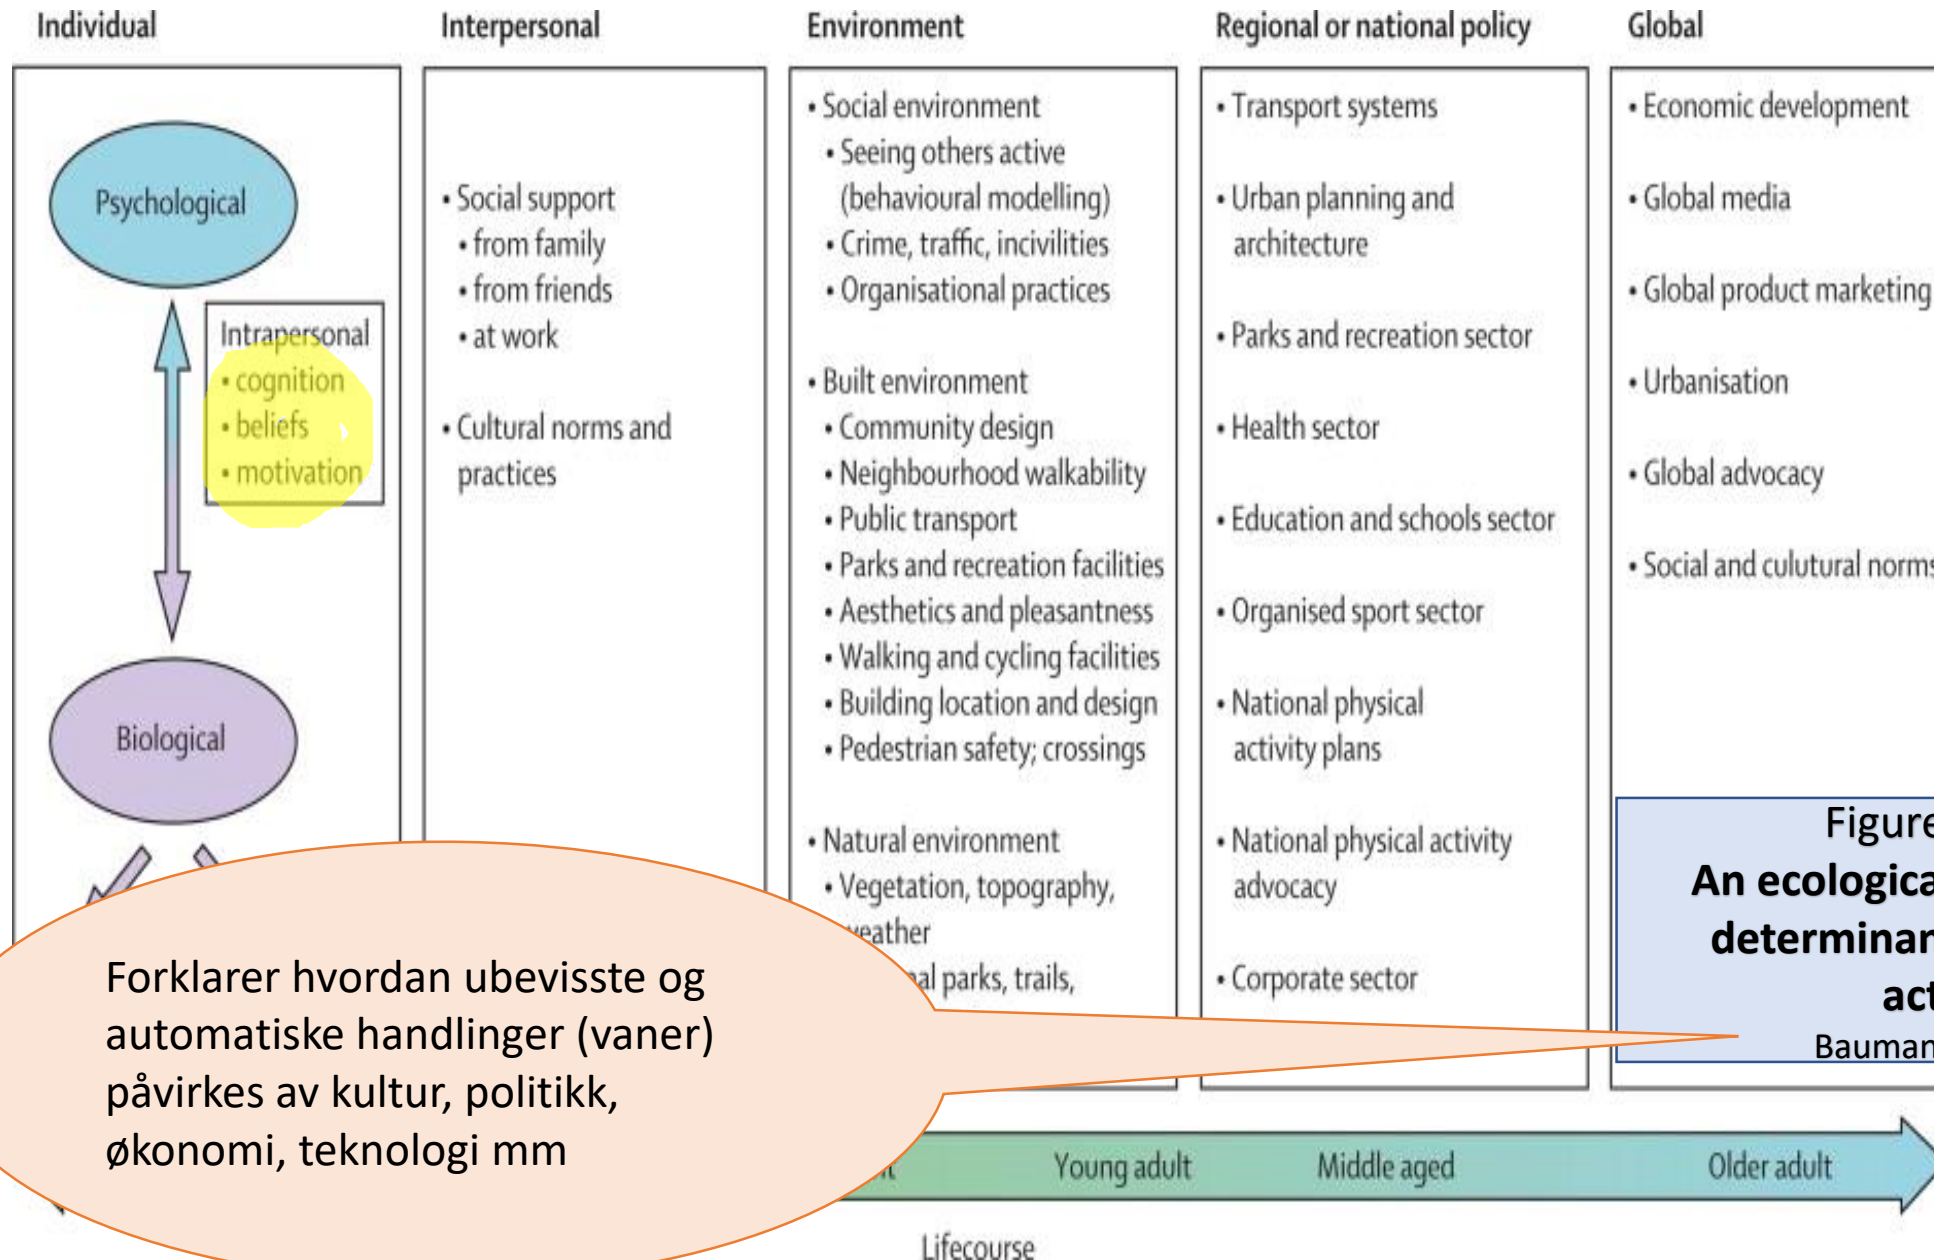 Individual
Psychological
Intrapersonal
• cognition
• beliefs
• motivation
Biological
Interpersonal
• Social support
• from family
• from friends
• at work
• Cultural norms and
practices
Environment
• Social environment
• Seeing others active
(behavioural modelling)
• Crime, traffic, incivilities
• Organisational practices
• Built environment
• Community design
• Neighbourhood walkability
• Public transport
• Parks and recreation facilities
• Aesthetics and pleasantness
• Walking and cycling facilities
• Building location and design
• Pedestrian safety; crossings
• Natural environment
• Vegetation, topography,
weather
parks, trails,
Regional or national policy
• Transport systems
• Urban planning and
architecture
• Parks and recreation sector
• Health sector
• Education and schools sector
• Organised sport sector
• National physical
activity plans
• National physical activity
advocacy
• Corporate sector
Global
• Economic development
• Global media
• Global product marketing
• Urbanisation
• Global advocacy
• Social and culutural norms
Figure
An
Bauman
Forklarer hvordan ubevisste og
automatiske handlinger (vaner)
påvirkes av kultur, politikk,
økonomi, teknologi mm
Young adult
Middle aged
Older adult
Lifecourse